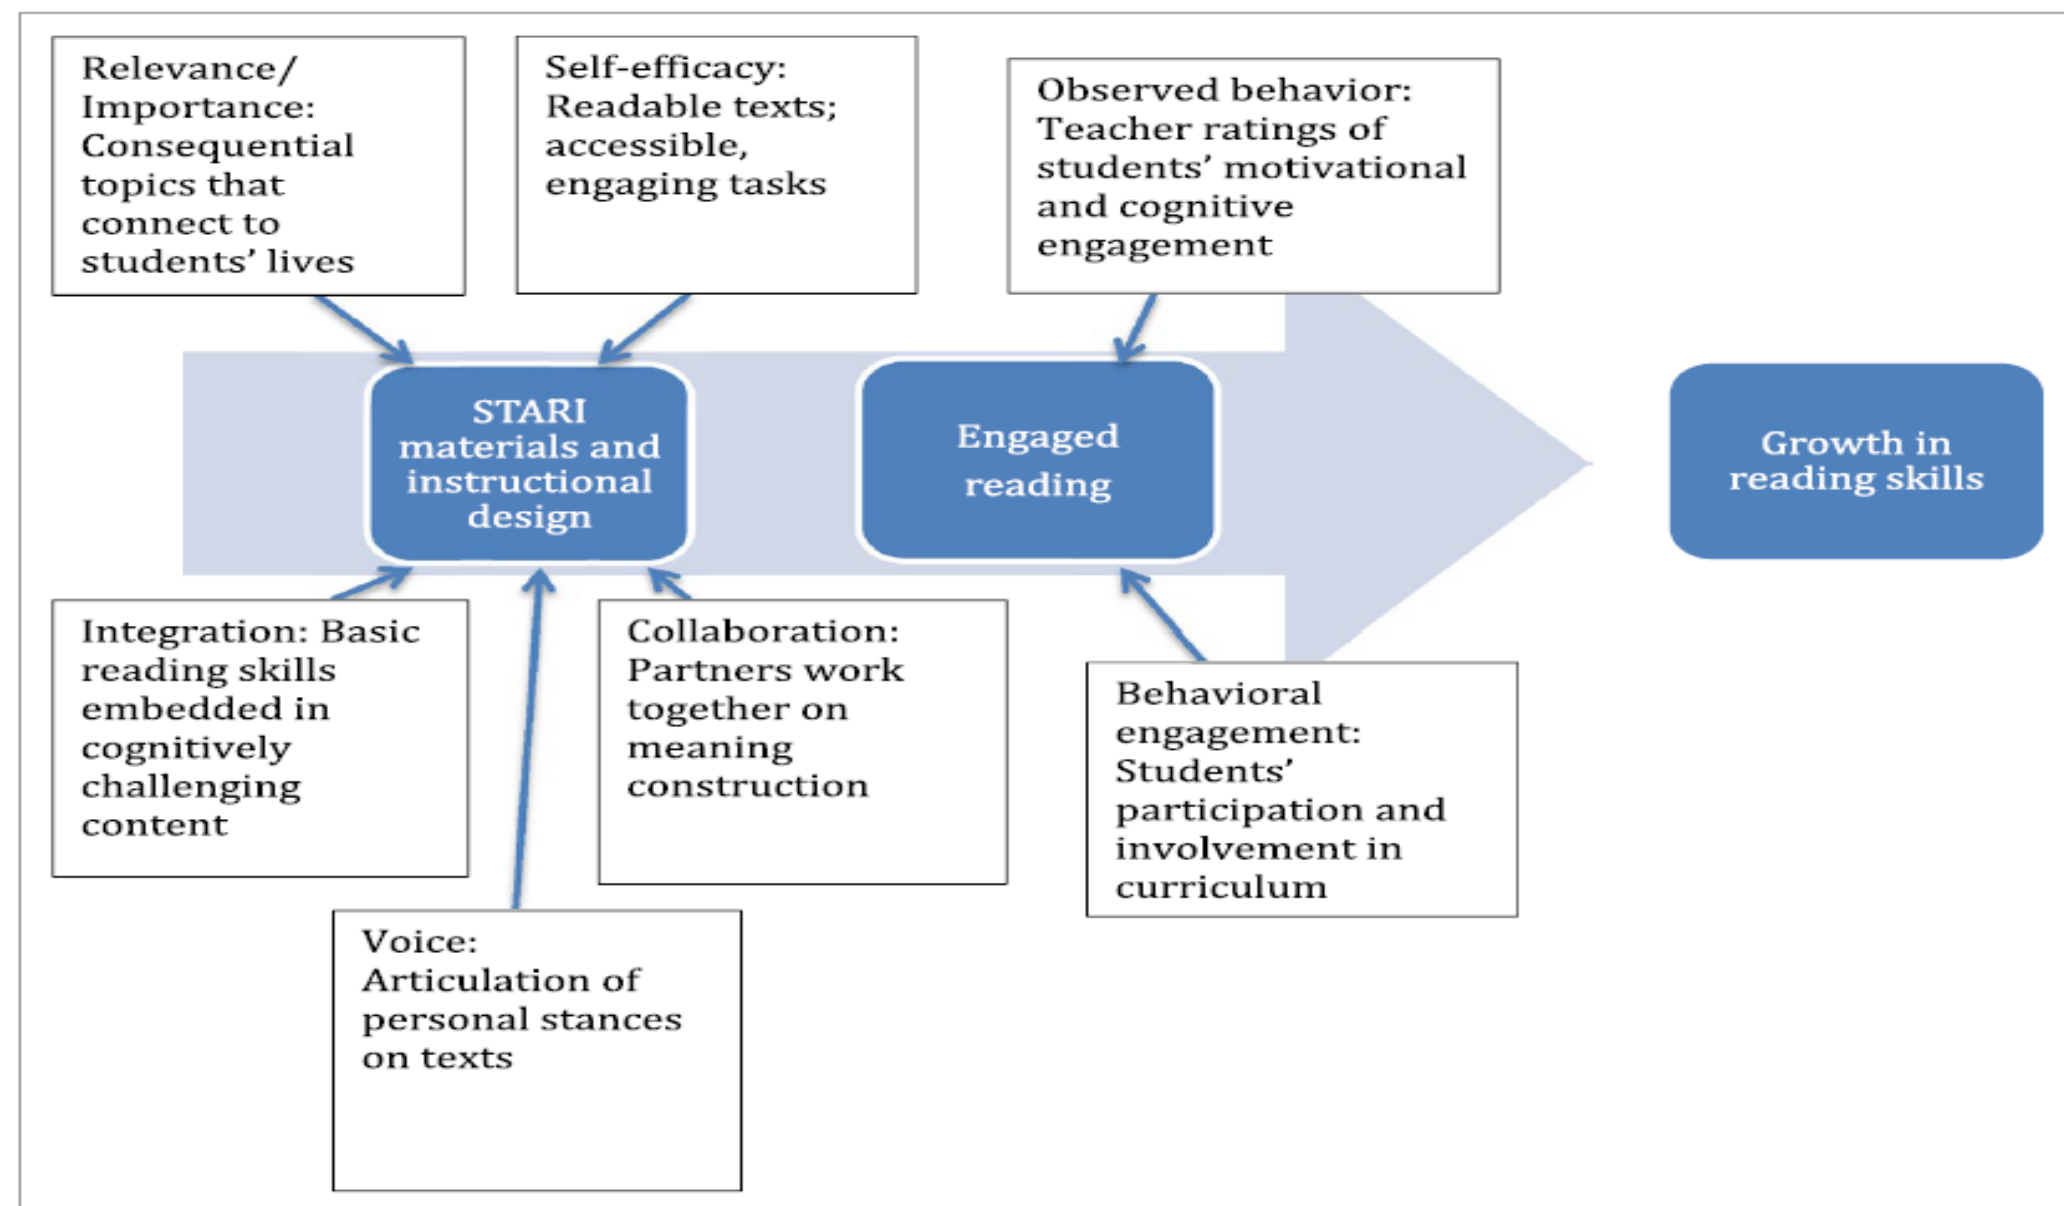 Relevance/
Importance:
Consequential
topics that
connect to
students’ lives
Self-efficacy:
Readable texts;
accessible,
engaging tasks
Observed behavior:
Teacher ratings of
students’ motivational
and cognitive
engagement
STARI
materials and
instructional
design
Engaged
reading
Growth in
reading skills
Integration: Basic
reading skills
embedded in
cognitively
challenging
content
Collaboration:
Partners work
together on
meaning
construction
Behavioral
engagement:
Students’
participation and
involvement in
curriculum
Voice:
Articulation of
personal stances
on texts